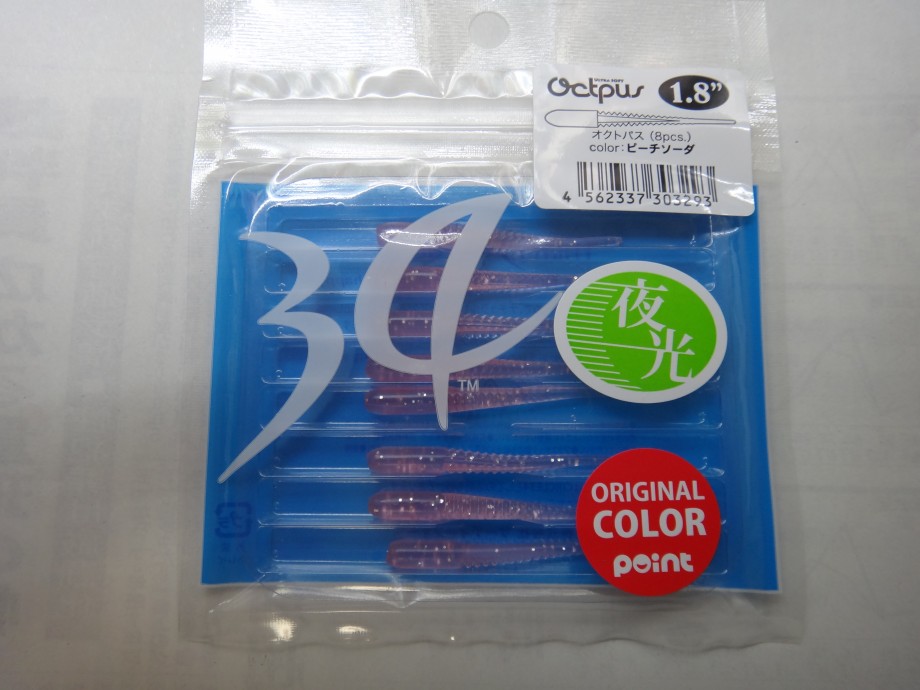 Octpus 1.8"
オクトパス (8pcs.)
color:ピーチソーダ
4 562337 303293
34
TM
夜光
ORIGINAL
COLOR
point